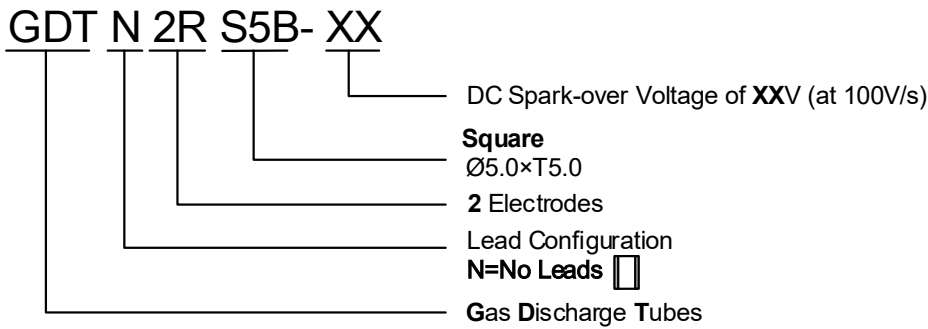 GDT N 2R S5B- XX
DC Spark-over Voltage of XXV (at 100V/s)
Square
Ø5.0×T5.0
2 Electrodes
Lead Configuration
N=No Leads
Gas Discharge Tubes